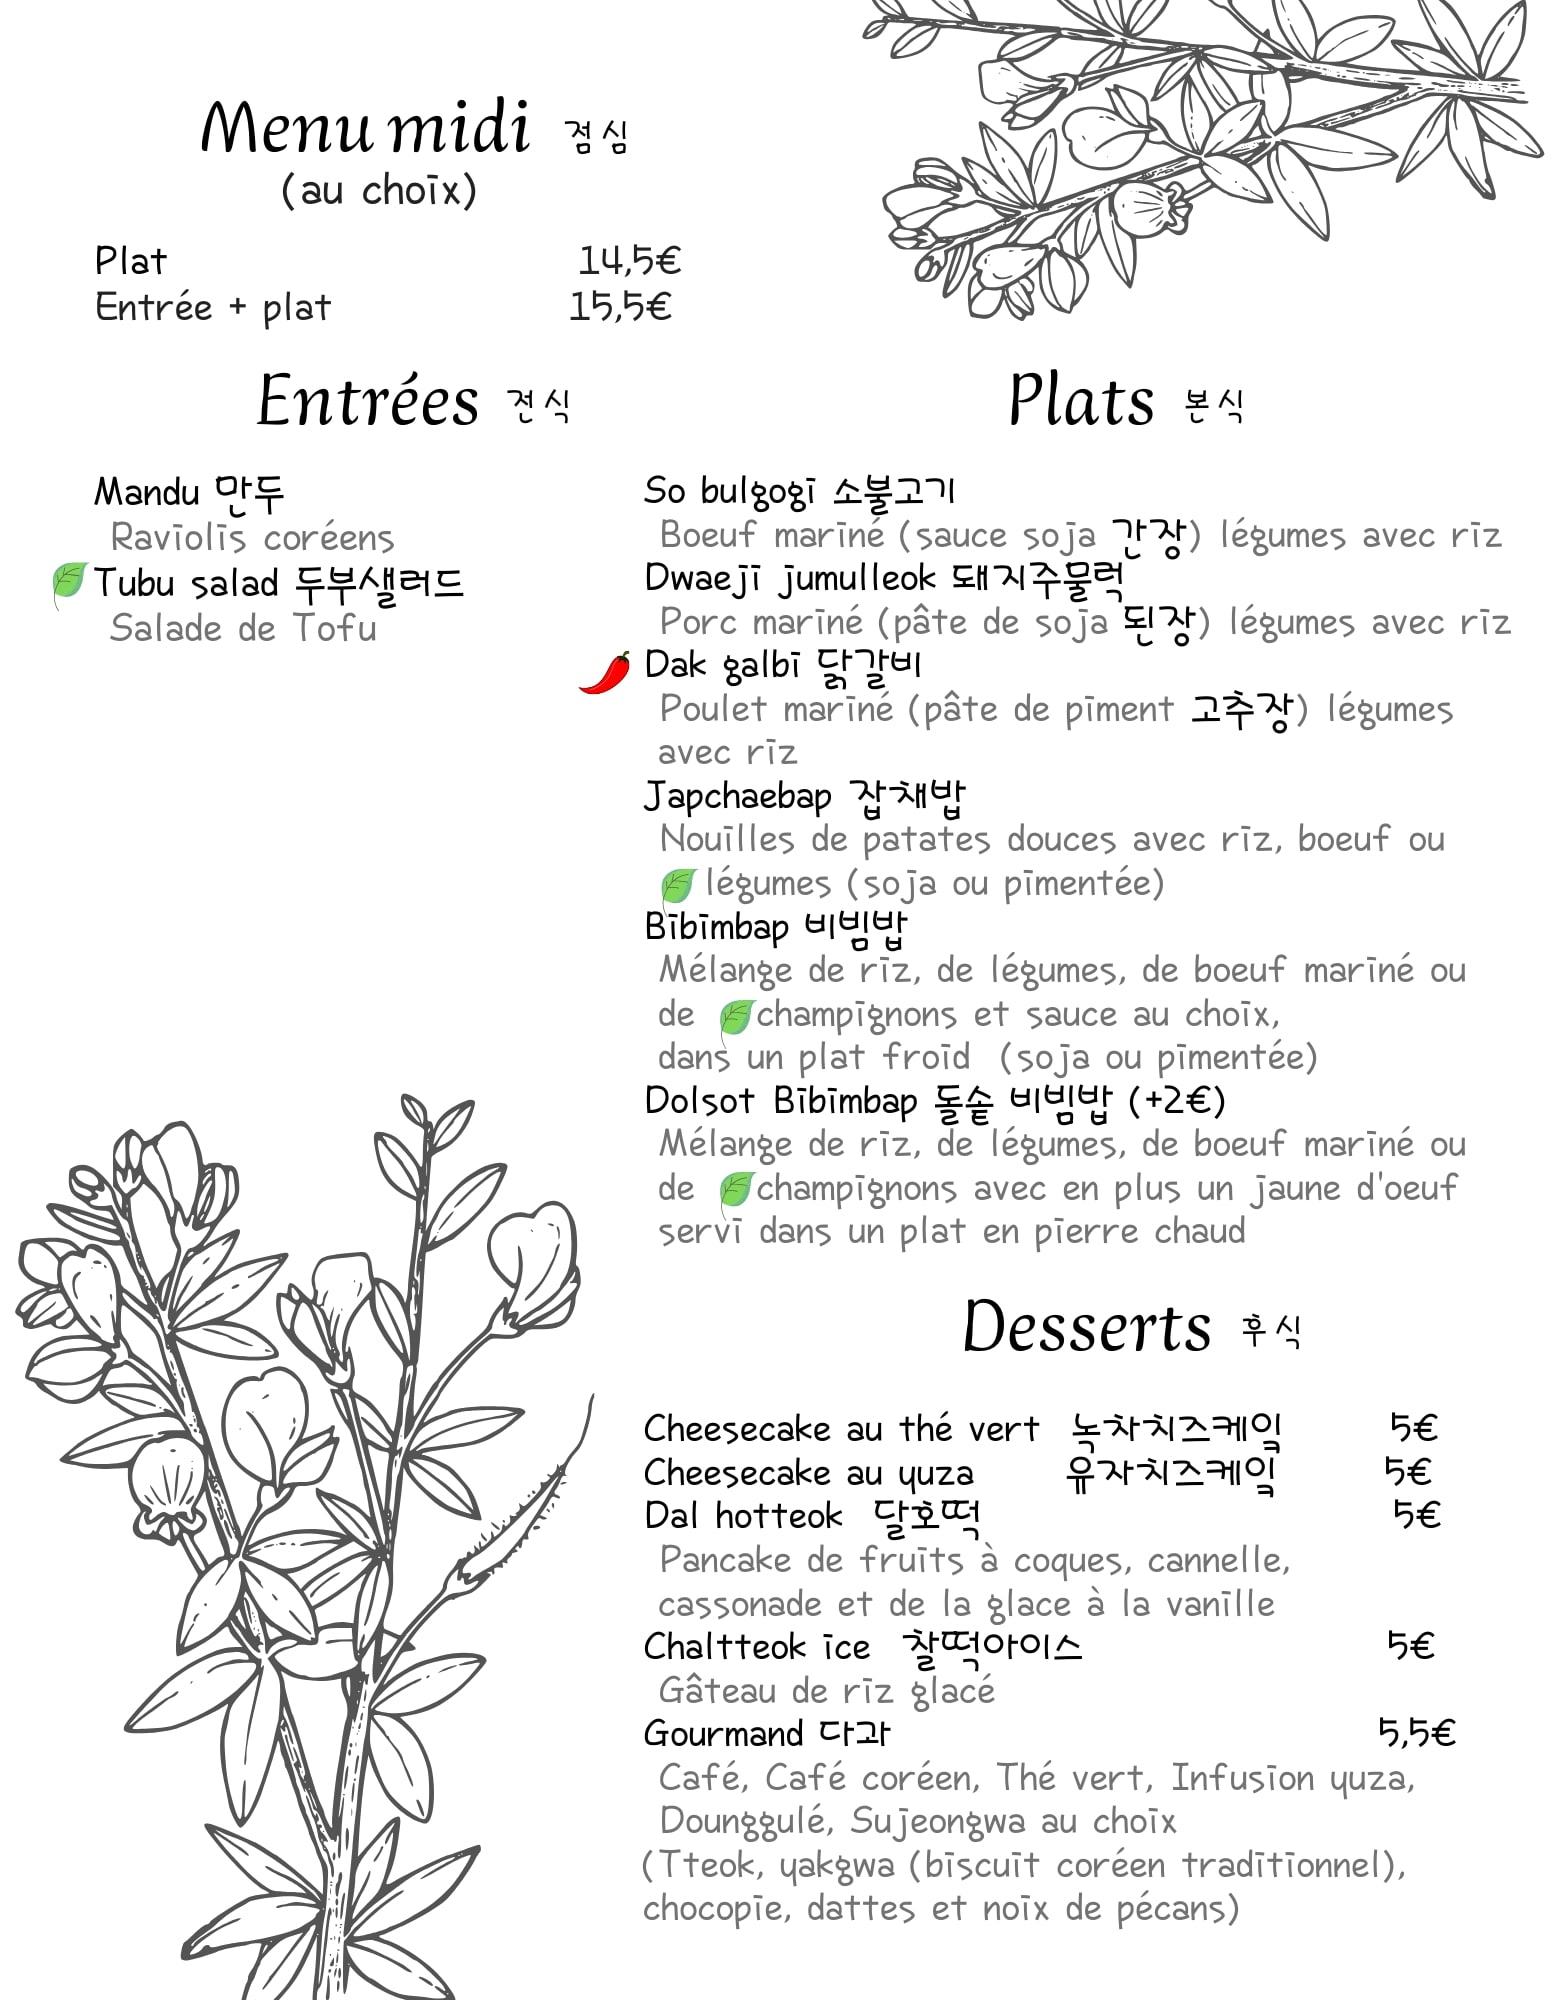 Menu midi 점심
(au choix)
Plat 14,5€
Entrée + plat 15,5€
Entrées 전식
Mandu 만두
Raviolis coréens
Tubu salad 두부샐러드
Salade de Tofu
Plats 본식
So bulgogi 소불고기
Boeuf mariné (sauce soja 간장) légumes avec riz
Dwaeji jumulleok 돼지주물럭
Porc mariné (pâte de soja 된장) légumes avec riz
Dak galbi 닭갈비
Poulet mariné (pâte de piment 고추장) légumes
avec riz
Japchaebap 잡채밥
Nouilles de patates douces avec riz, boeuf ou
légumes (soja ou pimentée)
Bibimbap 비빔밥
Mélange de riz, de légumes, de boeuf mariné ou
de champignons et sauce au choix,
dans un plat froid (soja ou pimentée)
Dolsot Bibimbap 돌솥 비빔밥 (+2€)
Mélange de riz, de légumes, de boeuf mariné ou
de champignons avec en plus un jaune d'oeuf
servi dans un plat en pierre chaud
Desserts 후식
Cheesecake au thé vert 녹차치즈케잌 5€
Cheesecake au yuza 유자치즈케잌 5€
Dal hotteok 달호떡 5€
Pancake de fruits à coques, cannelle,
cassonade et de la glace à la vanille
Chaltteok ice 찰떡아이스 5€
Gâteau de riz glacé
Gourmand 다과 5,5€
Café, Café coréen, Thé vert, Infusion yuza,
Dounggulé, Sujeongwa au choix
(Tteok, yakgwa (biscuit coréen traditionnel),
chocopie, dattes et noix de pécans)